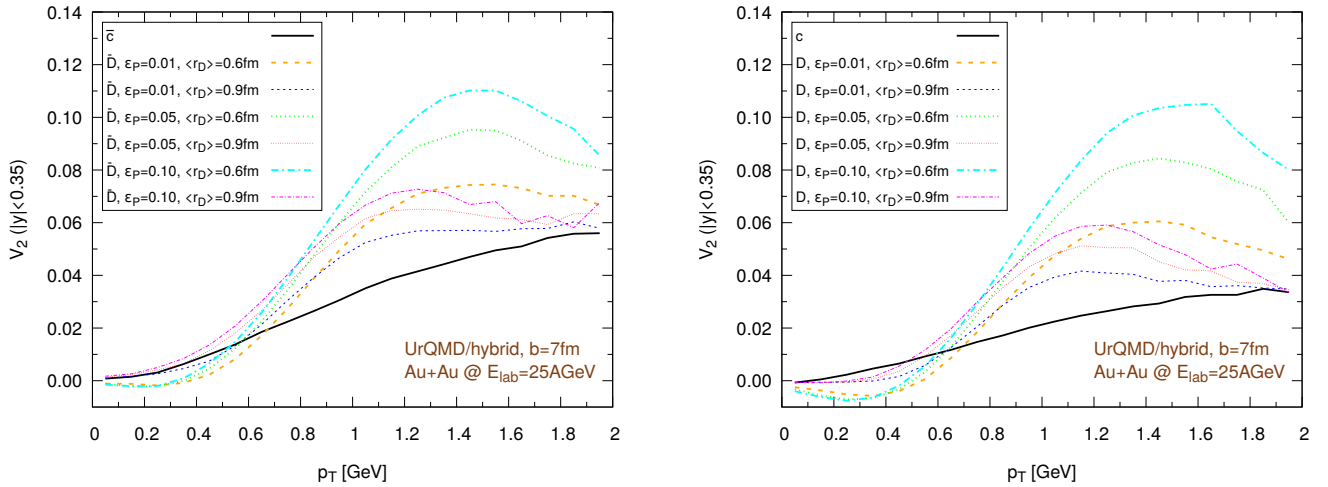 0.14
0.12
0.10
0.08
0.06
0.04
0.02
0.00
V2 (|y|<0.35)
c̅
D̄, εP=0.01, <rD>=0.6fm
D̄, εP=0.01, <rD>=0.9fm
D̄, εP=0.05, <rD>=0.6fm
D̄, εP=0.05, <rD>=0.9fm
D̄, εP=0.10, <rD>=0.6fm
D̄, εP=0.10, <rD>=0.9fm
UrQMD/hybrid, b=7fm
Au+Au @ Elab=25AGeV
0 0.2 0.4 0.6 0.8 1 1.2 1.4 1.6 1.8 2
pT [GeV]
0.14
0.12
0.10
0.08
0.06
0.04
0.02
0.00
V2 (|y|<0.35)
c
D, εP=0.01, <rD>=0.6fm
D, εP=0.01, <rD>=0.9fm
D, εP=0.05, <rD>=0.6fm
D, εP=0.05, <rD>=0.9fm
D, εP=0.10, <rD>=0.6fm
D, εP=0.10, <rD>=0.9fm
UrQMD/hybrid, b=7fm
Au+Au @ Elab=25AGeV
0 0.2 0.4 0.6 0.8 1 1.2 1.4 1.6 1.8 2
pT [GeV]